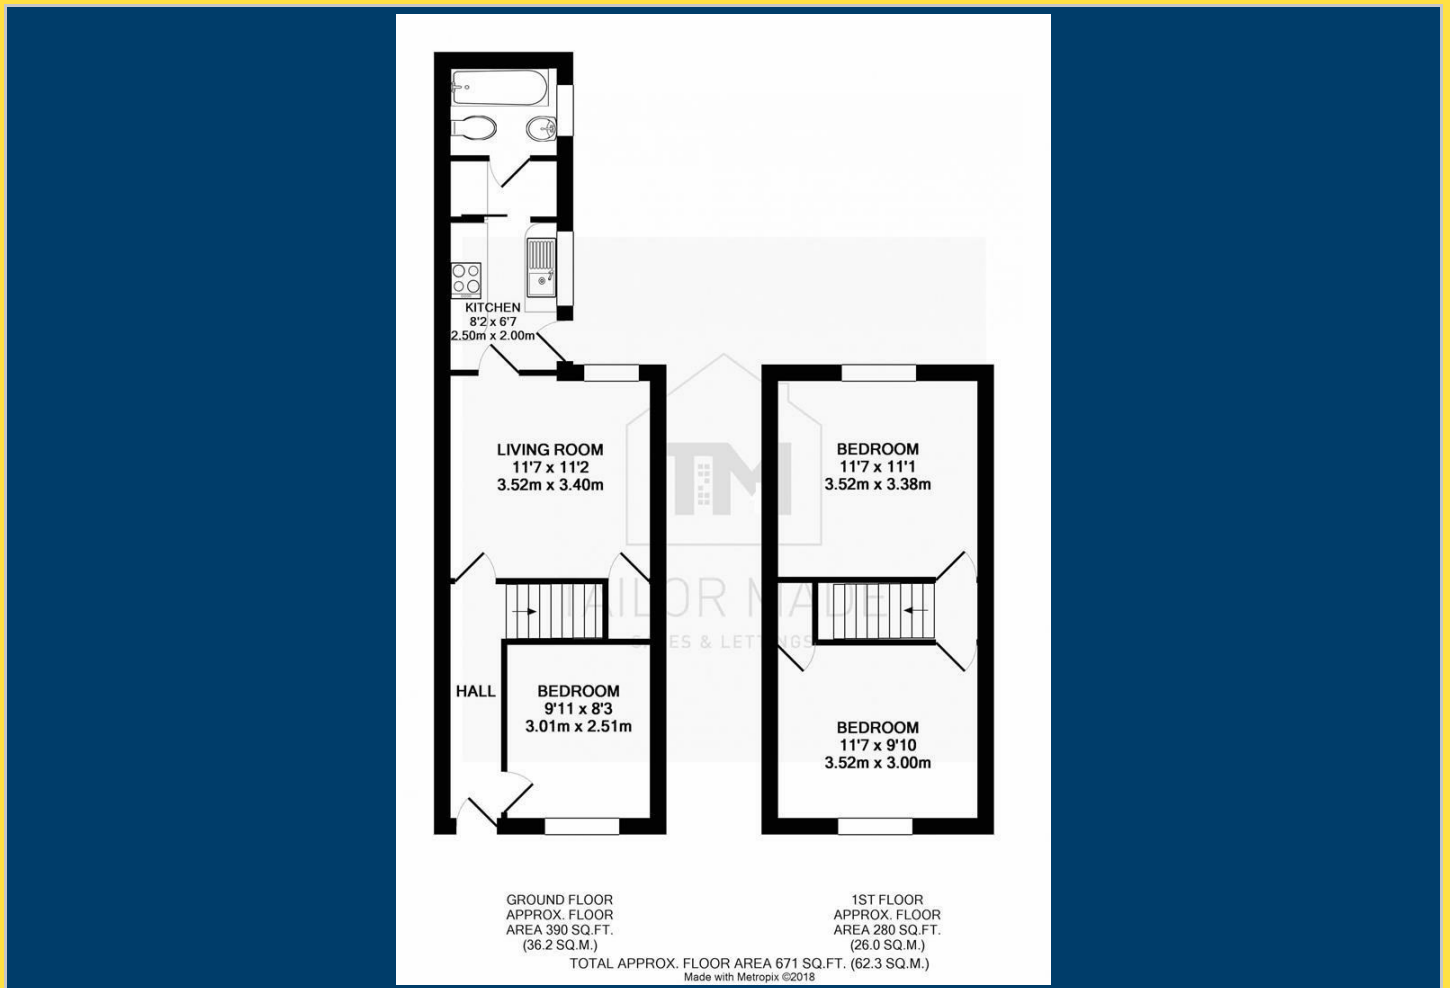 KITCHEN
8'2 x 6'7
2.50m x 2.00m
LIVING ROOM
11'7 x 11'2
3.52m x 3.40m
BEDROOM
11'7 x 11'1
3.52m x 3.38m
TM
TAILOR MADE
SALES & LETTINGS
HALL
BEDROOM
9'11 x 8'3
3.01m x 2.51m
BEDROOM
11'7 x 9'10
3.52m x 3.00m
GROUND FLOOR
APPROX. FLOOR
AREA 390 SQ.FT.
(36.2 SQ.M.)
1ST FLOOR
APPROX. FLOOR
AREA 280 SQ.FT.
(26.0 SQ.M.)
TOTAL APPROX. FLOOR AREA 671 SQ.FT. (62.3 SQ.M.)
Made with Metropix ©2018